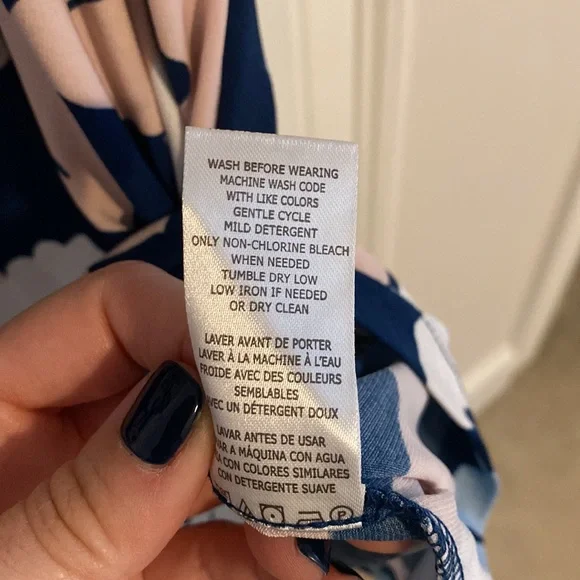 WASH BEFORE WEARING
MACHINE WASH CODE
WITH LIKE COLORS
GENTLE CYCLE
MILD DETERGENT
ONLY NON-CHLORINE BLEACH
WHEN NEEDED
TUMBLE DRY LOW
LOW IRON IF NEEDED
OR DRY CLEAN
LAVER AVANT DE PORTER
LAVER À LA MACHINE À L'EAU
FROIDE AVEC DES COULEURS
SEMBLABLES
AVEC UN DÉTERGENT DOUX
LAVAR ANTES DE USAR
A MÁQUINA CON AGUA
CON COLORES SIMILARES
CON DETERGENTE SUAVE
P